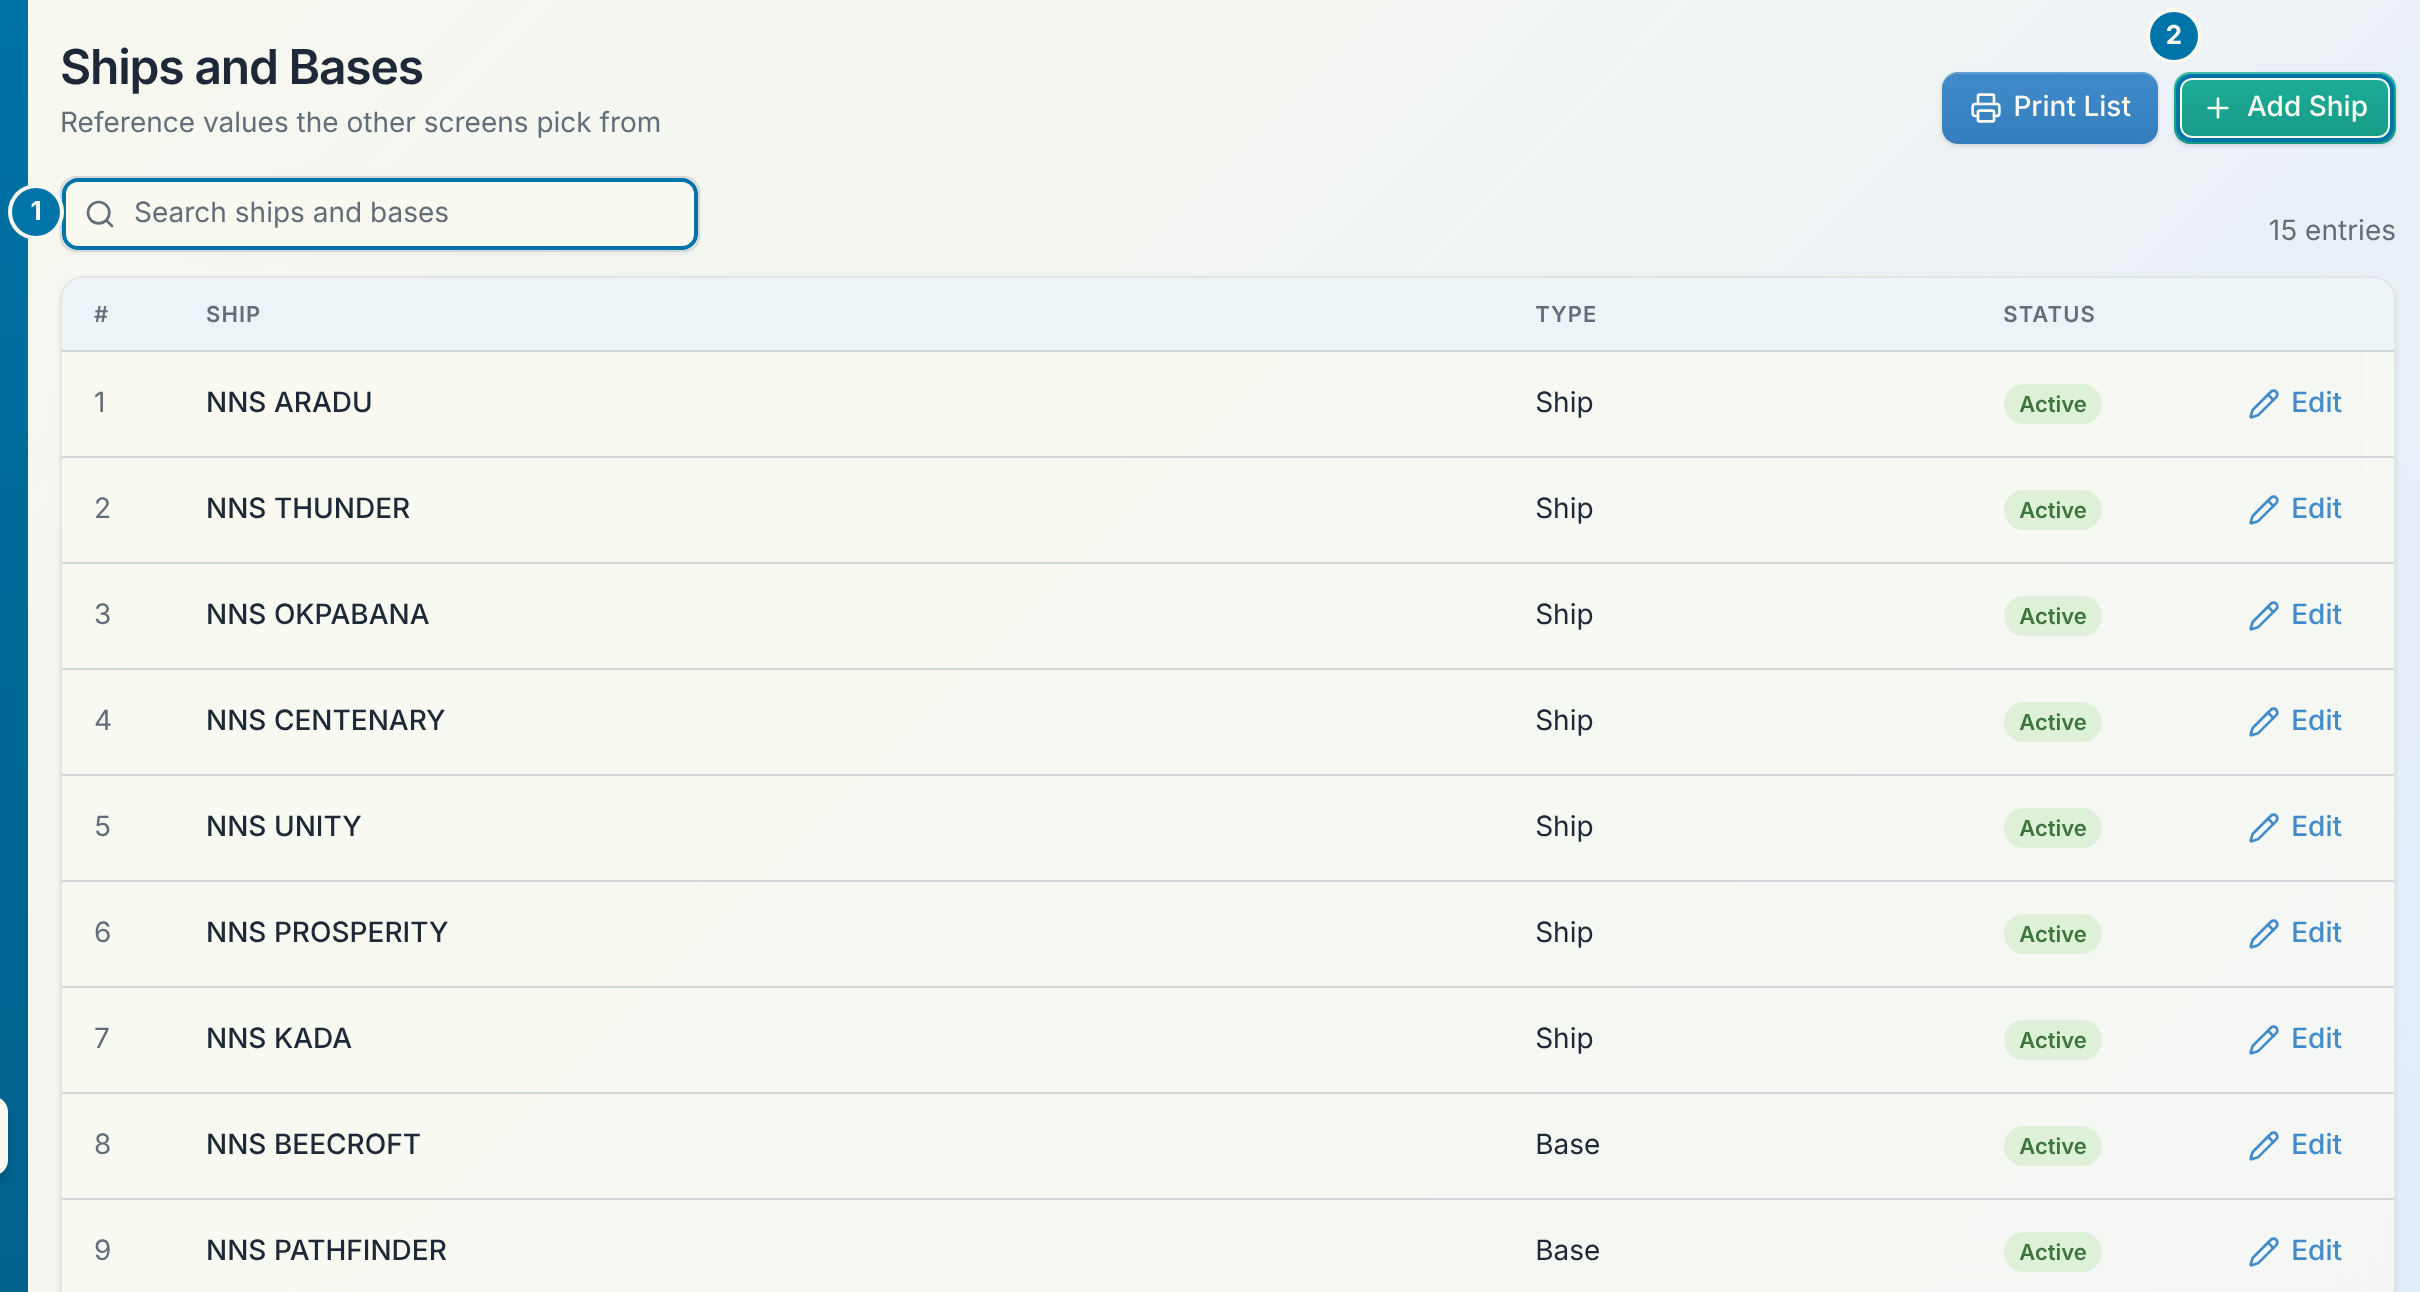 Ships and Bases
Reference values the other screens pick from
2
Print List
Add Ship
1
Search ships and bases
15 entries
# SHIP TYPE STATUS
1 NNS ARADU Ship Active Edit
2 NNS THUNDER Ship Active Edit
3 NNS OKPABANA Ship Active Edit
4 NNS CENTENARY Ship Active Edit
5 NNS UNITY Ship Active Edit
6 NNS PROSPERITY Ship Active Edit
7 NNS KADA Ship Active Edit
8 NNS BEECROFT Base Active Edit
9 NNS PATHFINDER Base Active Edit